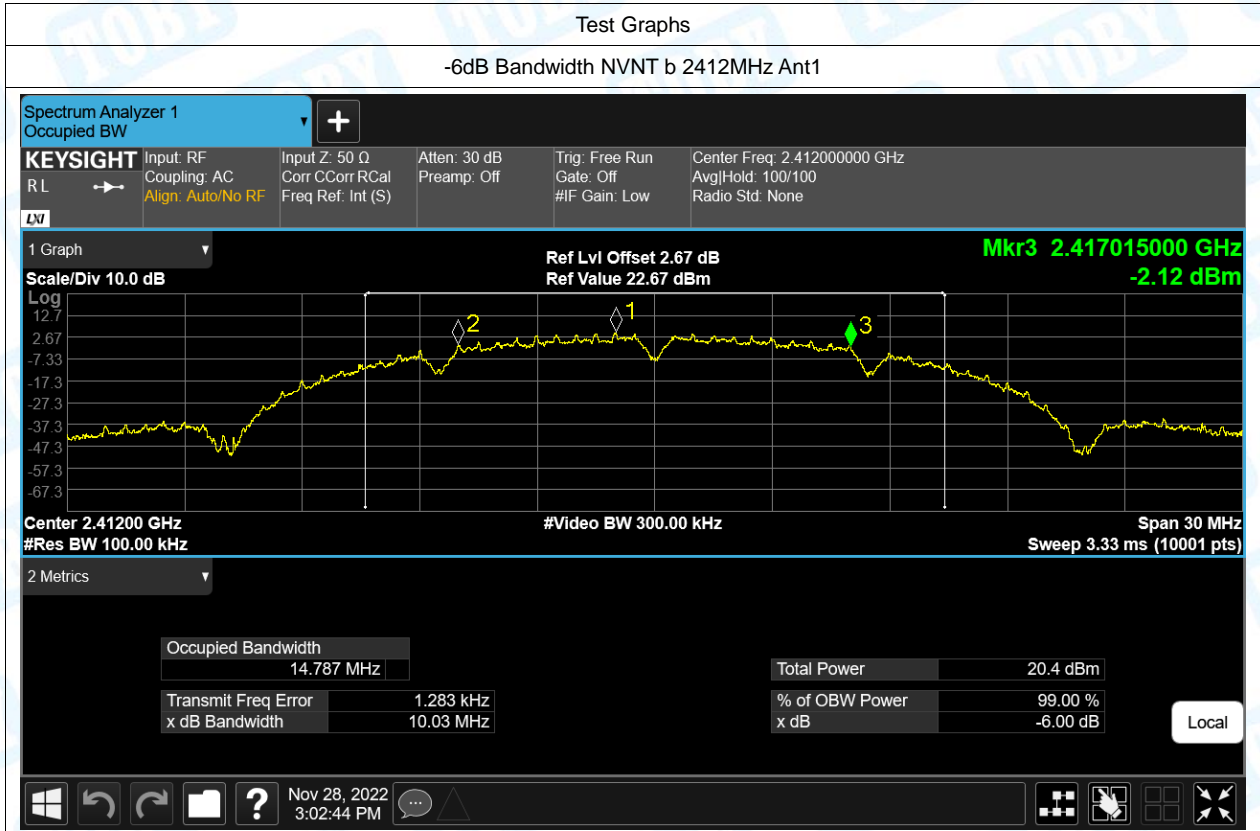 Test Graphs
-6dB Bandwidth NVNT b 2412MHz Ant1
Spectrum Analyzer 1
Occupied BW
+
KEYSIGHT
R L
LXI
Input: RF
Coupling: AC
Align: Auto/No RF
Input Z: 50 Ω
Corr CCorr RCal
Freq Ref: Int (S)
Atten: 30 dB
Preamp: Off
Trig: Free Run
Gate: Off
#IF Gain: Low
Center Freq: 2.412000000 GHz
Avg|Hold: 100/100
Radio Std: None
1 Graph
Scale/Div 10.0 dB
Ref Lvl Offset 2.67 dB
Ref Value 22.67 dBm
Mkr3 2.417015000 GHz
-2.12 dBm
Log
12.7
2.67
-7.33
-17.3
-27.3
-37.3
-47.3
-57.3
-67.3
2
1
3
Center 2.41200 GHz
#Res BW 100.00 kHz
#Video BW 300.00 kHz
Span 30 MHz
Sweep 3.33 ms (10001 pts)
2 Metrics
Occupied Bandwidth
14.787 MHz
Transmit Freq Error 1.283 kHz
x dB Bandwidth 10.03 MHz
Total Power 20.4 dBm
% of OBW Power 99.00 %
x dB -6.00 dB
Local
?
Nov 28, 2022
3:02:44 PM
TOBY